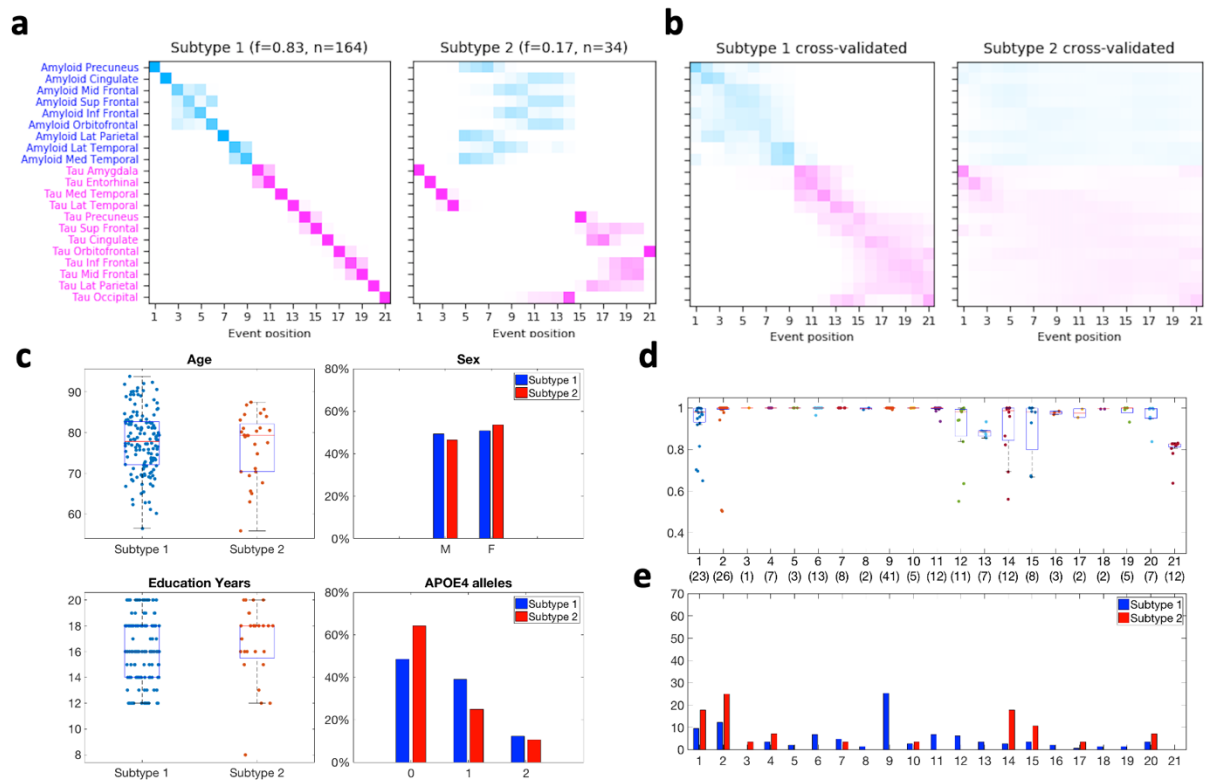 a
b
Subtype 1 (f=0.83, n=164)
Subtype 2 (f=0.17, n=34)
Subtype 1 cross-validated
Subtype 2 cross-validated
Amyloid Precuneus
Amyloid Cingulate
Amyloid Mid Frontal
Amyloid Sup Frontal
Amyloid Inf Frontal
Amyloid Orbitofrontal
Amyloid Lat Parietal
Amyloid Lat Temporal
Amyloid Med Temporal
Tau Amygdala
Tau Entorhinal
Tau Med Temporal
Tau Lat Temporal
Tau Precuneus
Tau Sup Frontal
Tau Cingulate
Tau Orbitofrontal
Tau Inf Frontal
Tau Mid Frontal
Tau Lat Parietal
Tau Occipital
1 3 5 7 9 11 13 15 17 19 21
1 3 5 7 9 11 13 15 17 19 21
1 3 5 7 9 11 13 15 17 19 21
1 3 5 7 9 11 13 15 17 19 21
Event position
Event position
Event position
Event position
c
Age
90
80
70
60
Subtype 1 Subtype 2
Sex
80%
60%
40%
20%
0%
M F
Subtype 1
Subtype 2
Education Years
20
18
16
14
12
10
8
Subtype 1 Subtype 2
APOE4 alleles
80%
60%
40%
20%
0%
0 1 2
Subtype 1
Subtype 2
d
1
0.8
0.6
0.4
1 2 3 4 5 6 7 8 9 10 11 12 13 14 15 16 17 18 19 20 21
(23) (26) (1) (7) (3) (13) (8) (2) (41) (5) (12) (11) (7) (12) (8) (3) (2) (2) (5) (7) (12)
e
70
60
50
40
30
20
10
0
1 2 3 4 5 6 7 8 9 10 11 12 13 14 15 16 17 18 19 20 21
Subtype 1
Subtype 2